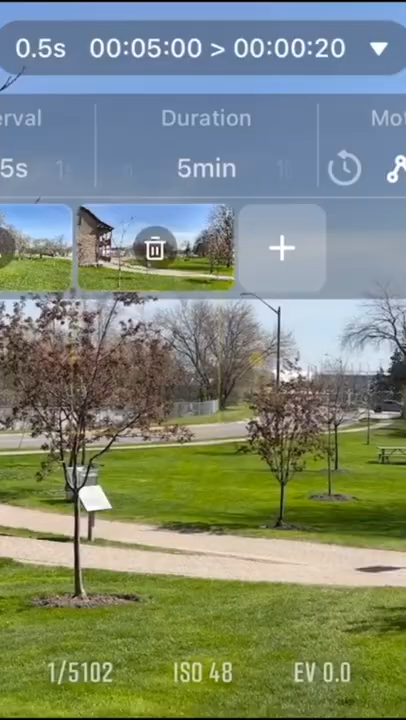 0.5s 00:05:00 > 00:00:20
erval Duration Mot
5s 5min
1/5102 ISO 48 EV 0.0